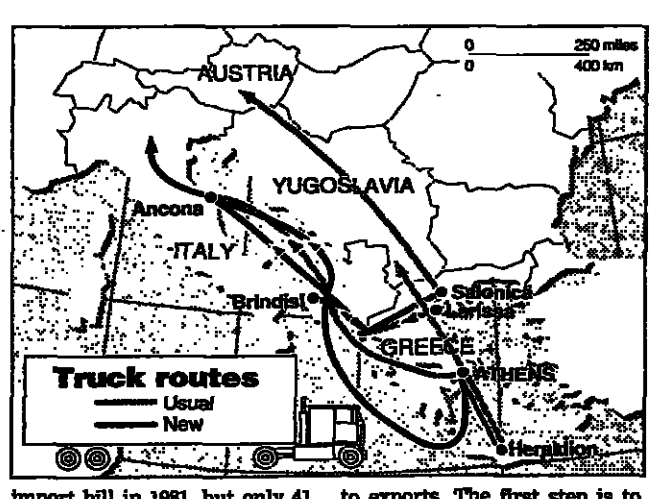 0 250 miles
0 400 km
AUSTRIA
YUGOSLAVIA
Ancona
ITALY
Brindisi
Salonica
Larissa
GREECE
ATHENS
Heraklion
Truck routes
Usual
New
import bill in 1981, but only 41
to exports. The first step is to